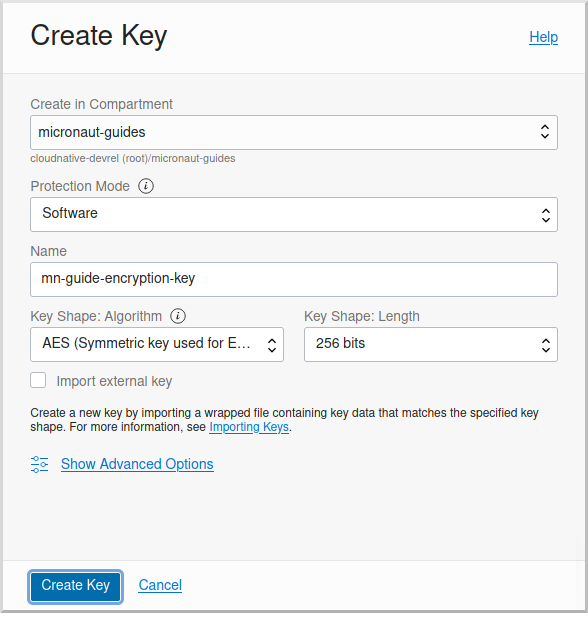 Create Key
Help
Create in Compartment
micronaut-guides
cloudnative-devrel (root)/micronaut-guides
Protection Mode i
Software
Name
mn-guide-encryption-key
Key Shape: Algorithm i
Key Shape: Length
AES (Symmetric key used for E...
256 bits
Import external key
Create a new key by importing a wrapped file containing key data that matches the specified key
shape. For more information, see Importing Keys.
Show Advanced Options
Create Key
Cancel